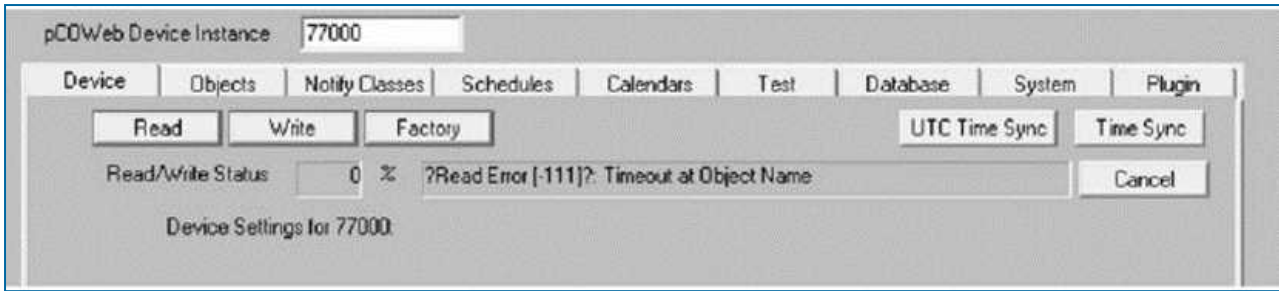 pCOWeb Device Instance 77000
Device Objects Notify Classes Schedules Calendars Test Database System Plugin
Read Write Factory UTC Time Sync Time Sync
Read/Write Status 0 % ?Read Error [-111]?: Timeout at Object Name Cancel
Device Settings for 77000: